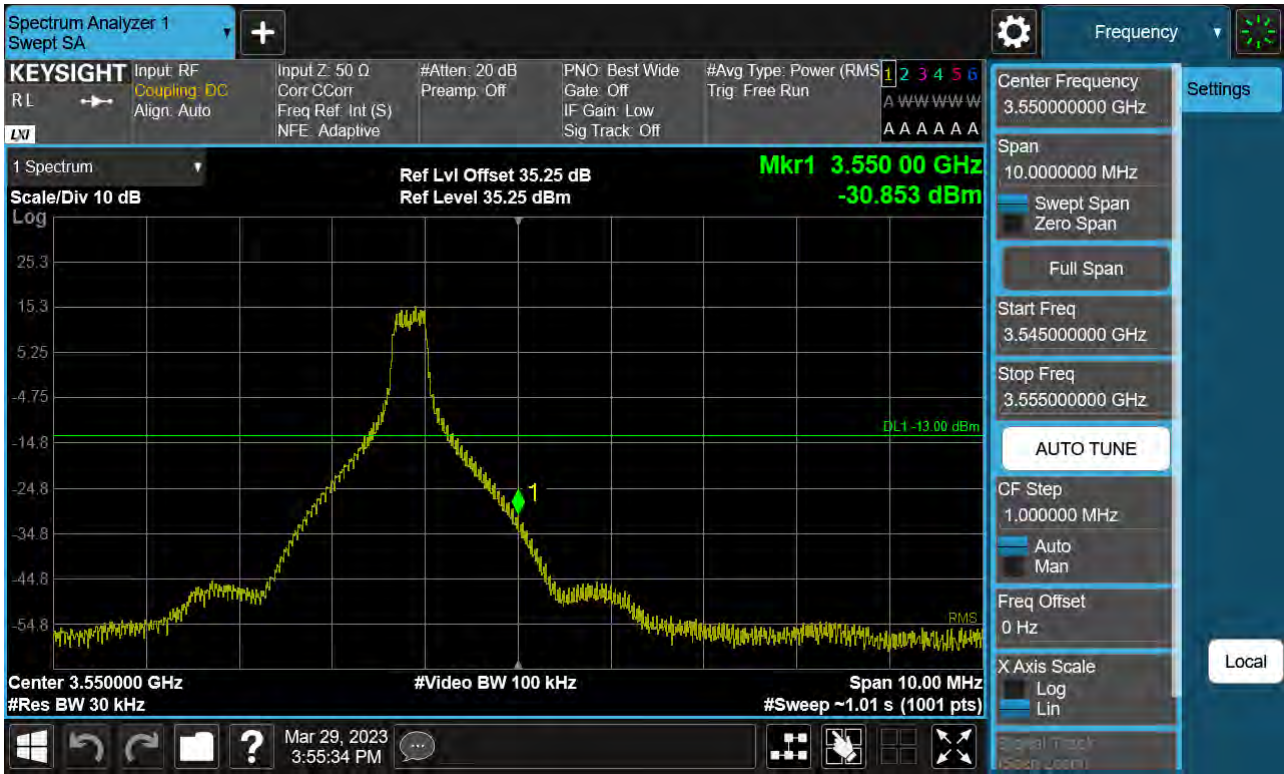 Spectrum Analyzer 1
Swept SA
Frequency
KEYSIGHT
RL
LXI
Input: RF
Coupling: DC
Align: Auto
Input Z: 50 Ω
Corr CCorr
Freq Ref: Int (S)
NFE: Adaptive
#Atten: 20 dB
Preamp: Off
PNO: Best Wide
Gate: Off
IF Gain: Low
Sig Track: Off
#Avg Type: Power (RMS
Trig: Free Run
1 2 3 4 5 6
A W W W W W
A A A A A A
1 Spectrum
Scale/Div 10 dB
Log
Ref Lvl Offset 35.25 dB
Ref Level 35.25 dBm
Mkr1 3.550 00 GHz
-30.853 dBm
25.3
15.3
5.25
-4.75
-14.8
-24.8
-34.8
-44.8
-54.8
DL1 -13.00 dBm
1
RMS
Center 3.550000 GHz
#Res BW 30 kHz
#Video BW 100 kHz
Span 10.00 MHz
#Sweep ~1.01 s (1001 pts)
Center Frequency
3.550000000 GHz
Settings
Span
10.0000000 MHz
Swept Span
Zero Span
Full Span
Start Freq
3.545000000 GHz
Stop Freq
3.555000000 GHz
AUTO TUNE
CF Step
1.000000 MHz
Auto
Man
Freq Offset
0 Hz
X Axis Scale
Log
Lin
Signal Track
(Span Zoom)
Local
?
Mar 29, 2023
3:55:34 PM